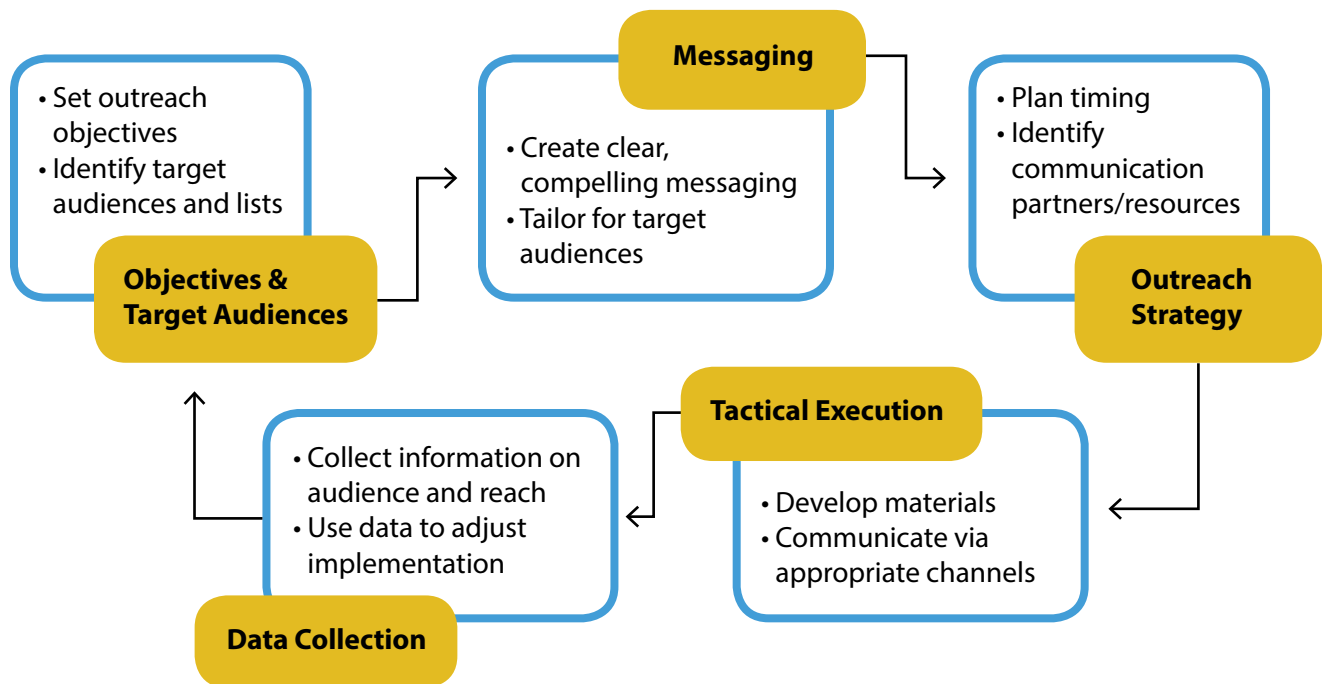 • Set outreach
objectives
• Identify target
audiences and lists
Objectives &
Target Audiences
Messaging
• Create clear,
compelling messaging
• Tailor for target
audiences
• Plan timing
• Identify
communication
partners/resources
Outreach
Strategy
Tactical Execution
• Develop materials
• Communicate via
appropriate channels
• Collect information on
audience and reach
• Use data to adjust
implementation
Data Collection